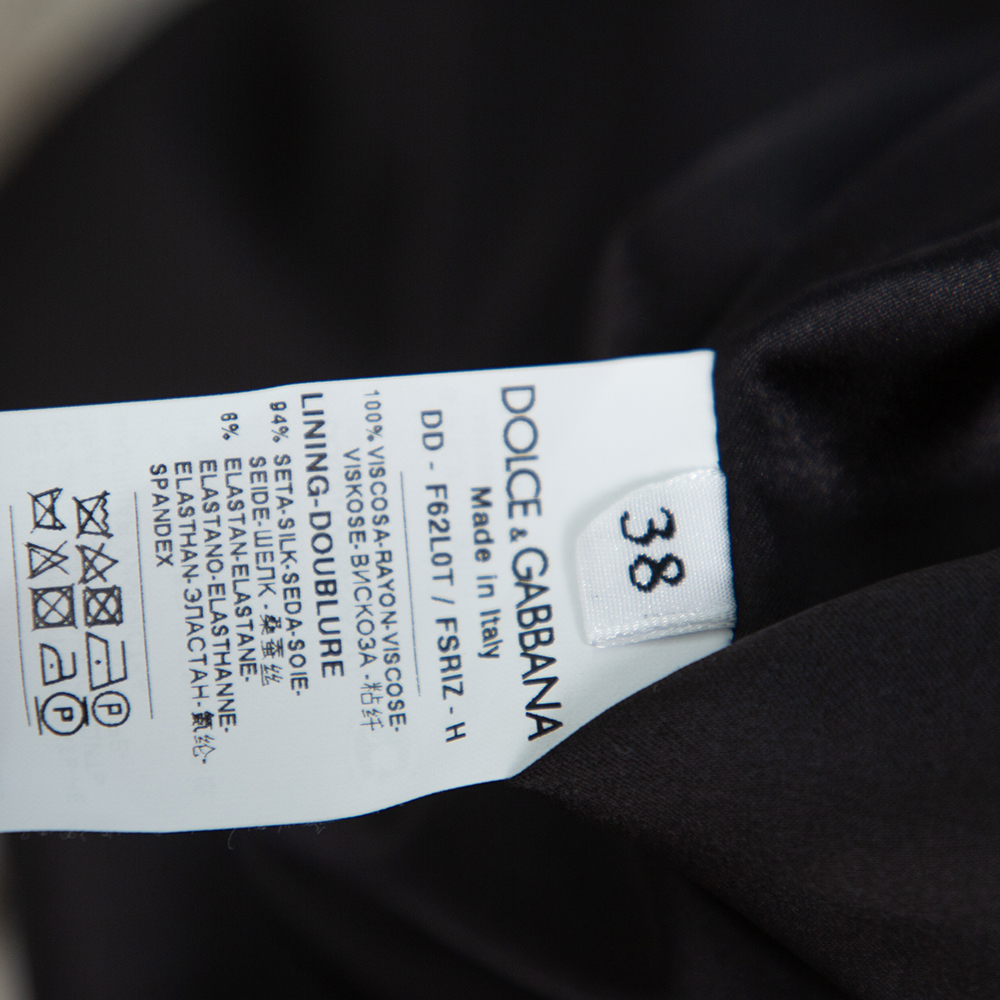 38
DOLCE & GABBANA
Made in Italy
DD - F62L0T / FSRIZ - H
100% VISCOSA-RAYON-VISCOSE-
VISKOSE-ВИСКОЗА-粘纤
LINING-DOUBLURE
94% SETA-SILK-SEDA-SOIE-
SEIDE-ШЕЛК-桑蚕丝
6% ELASTAN-ELASTANE-
ELASTANO-ELASTHANNE-
ELASTHAN-ЭЛАСТАН-氨纶-
SPANDEX
P
P